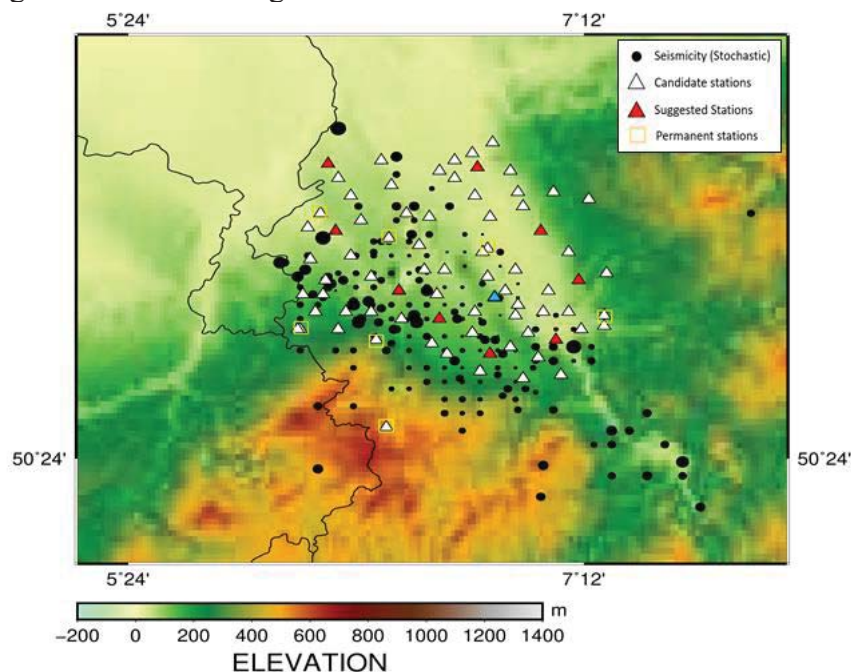 5°24' 7°12'
Seismicity (Stochastic)
Candidate stations
Suggested Stations
Permanent stations
50°24' 50°24'
5°24' 7°12'
-200 0 200 400 600 800 1000 1200 1400 m
ELEVATION